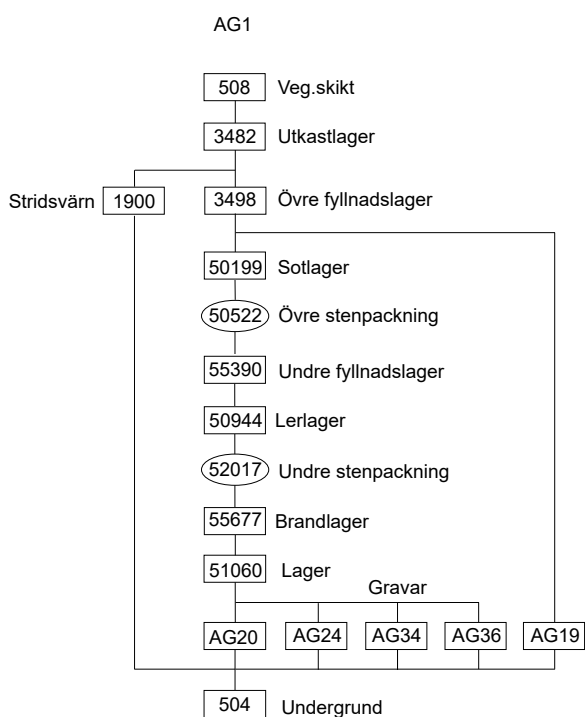 AG1
508 Veg.skikt
3482 Utkastlager
Stridsvärn 1900 3498 Övre fyllnadslager
50199 Sotlager
50522 Övre stenpackning
55390 Undre fyllnadslager
50944 Lerlager
52017 Undre stenpackning
55677 Brandlager
51060 Lager
Gravar
AG20 AG24 AG34 AG36 AG19
504 Undergrund